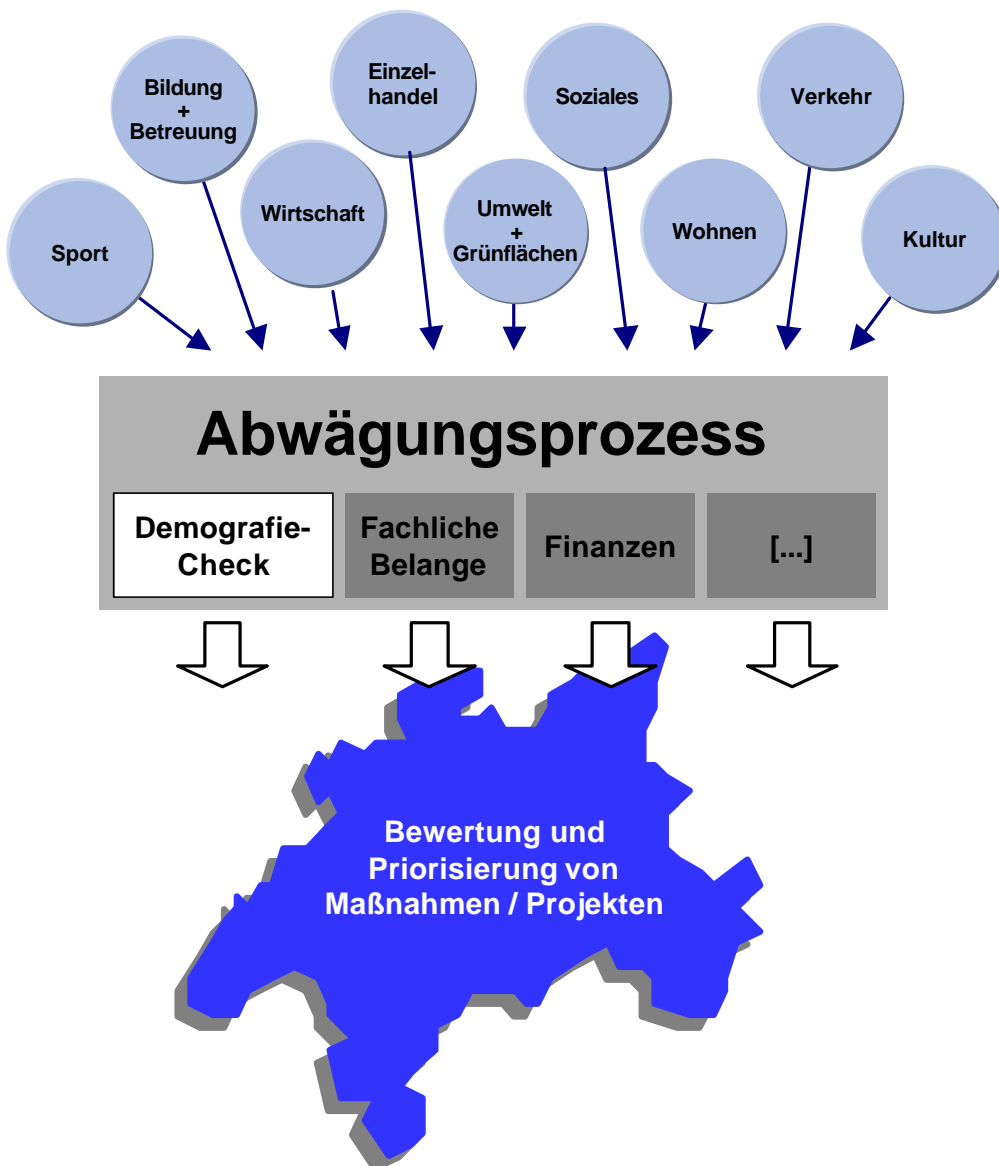 Sport
Bildung
+
Betreuung
Wirtschaft
Einzel-
handel
Umwelt
+
Grünflächen
Soziales
Wohnen
Verkehr
Kultur
Abwägungsprozess
Demografie-
Check
Fachliche
Belange
Finanzen
[...]
Bewertung und
Priorisierung von
Maßnahmen / Projekten